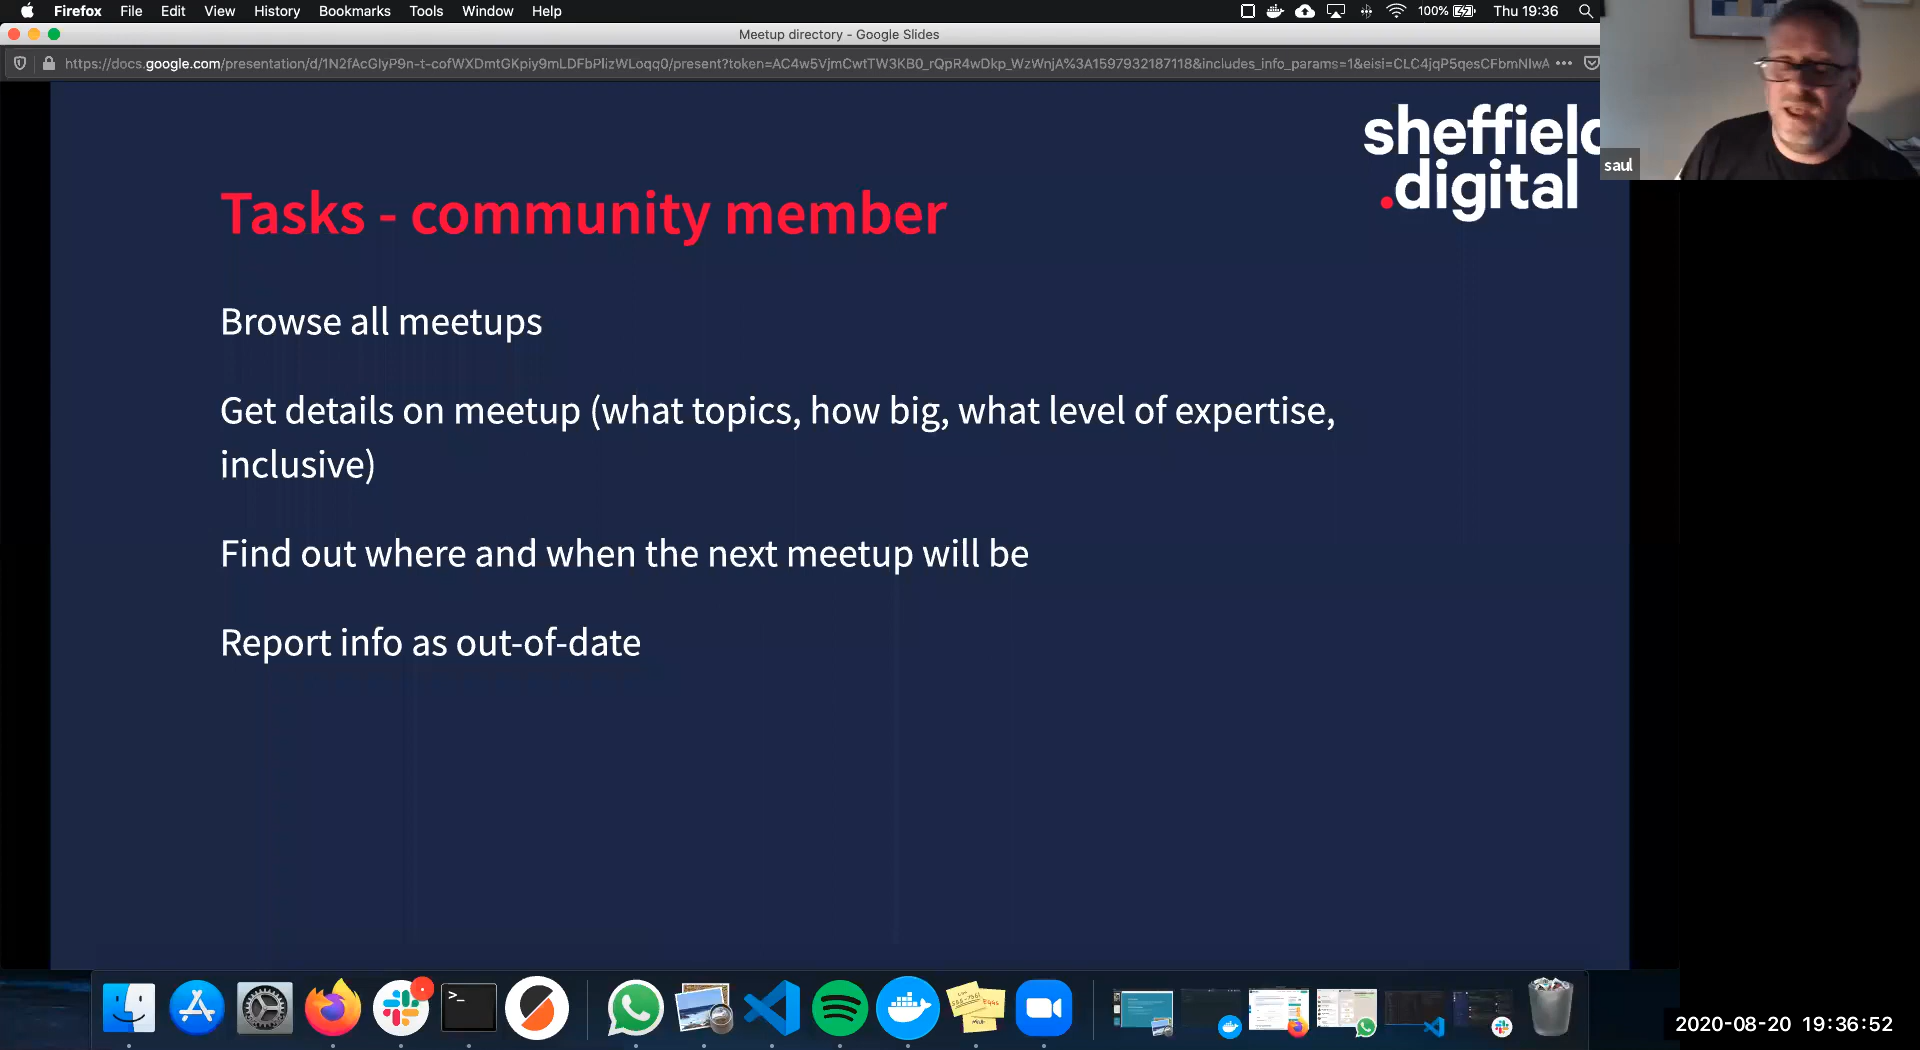 Firefox File Edit View History Bookmarks Tools Window Help 100% Thu 19:36
Meetup directory - Google Slides
https://docs.google.com/presentation/d/1N2fAcGlyP9n-t-cofWXDmtGKpiy9mLDFbPlizWLoqq0/present?token=AC4w5VjmCwtTW3KB0_rQpR4wDkp_WzWnjA%3A1597932187118&includes_info_params=1&eisi=CLC4jqP5qesCFbmNlwA
sheffield
.digital
saul
Tasks - community member
Browse all meetups
Get details on meetup (what topics, how big, what level of expertise,
inclusive)
Find out where and when the next meetup will be
Report info as out-of-date
2020-08-20 19:36:52